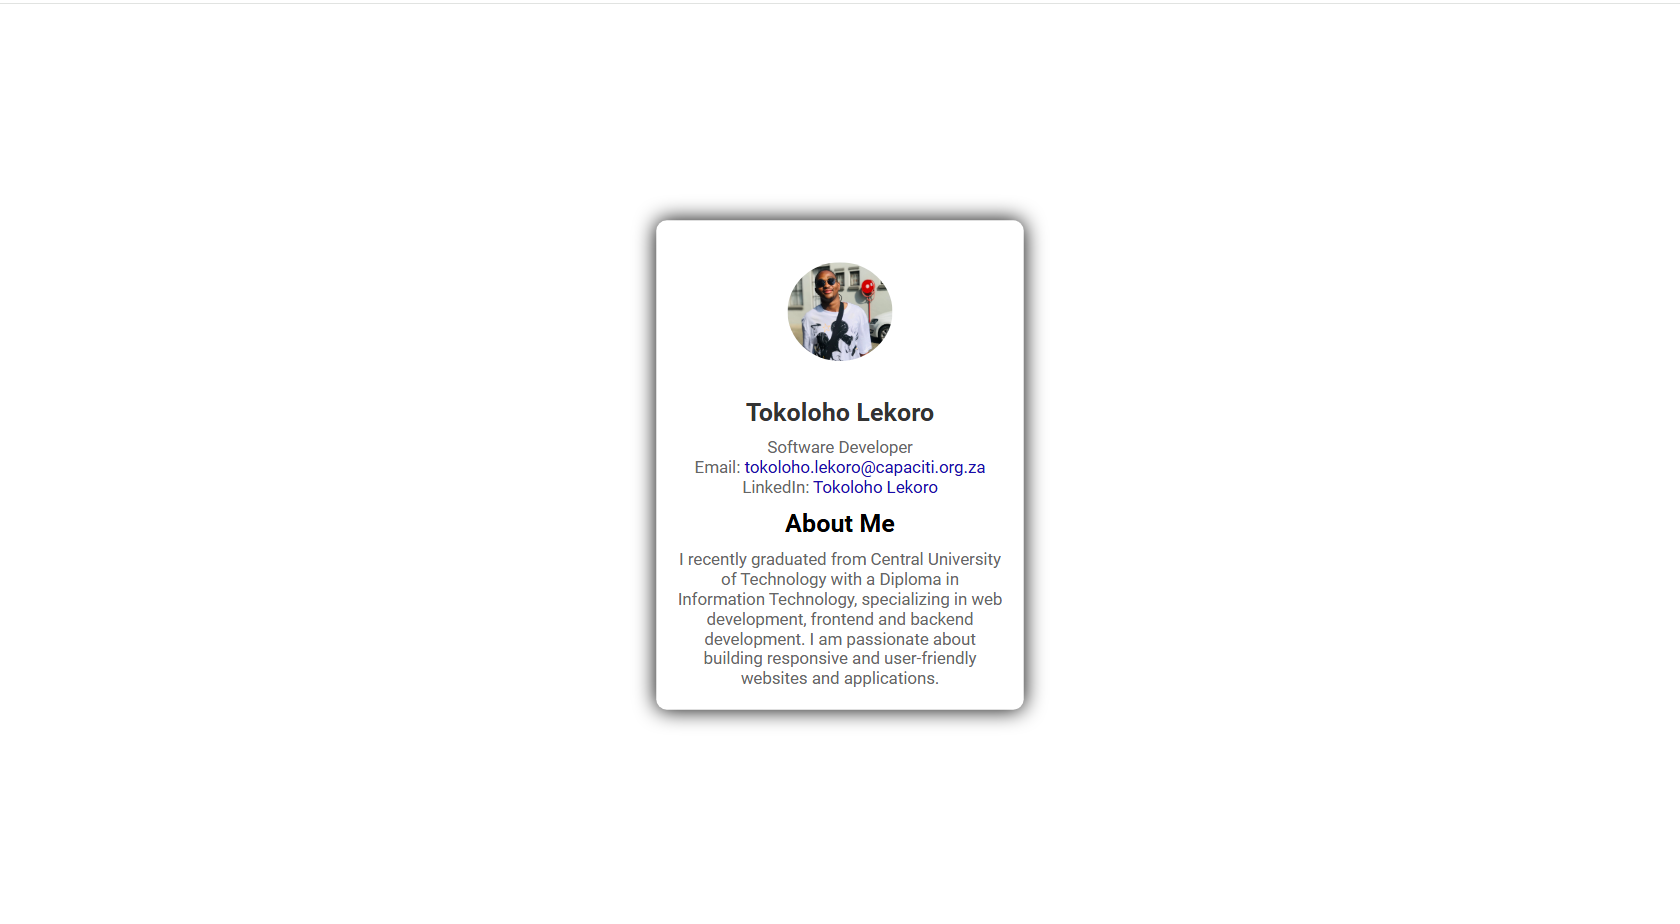 Tokoloho Lekoro
Software Developer
Email: tokoloho.lekoro@capaciti.org.za
LinkedIn: Tokoloho Lekoro
About Me
I recently graduated from Central University
of Technology with a Diploma in
Information Technology, specializing in web
development, frontend and backend
development. I am passionate about
building responsive and user-friendly
websites and applications.